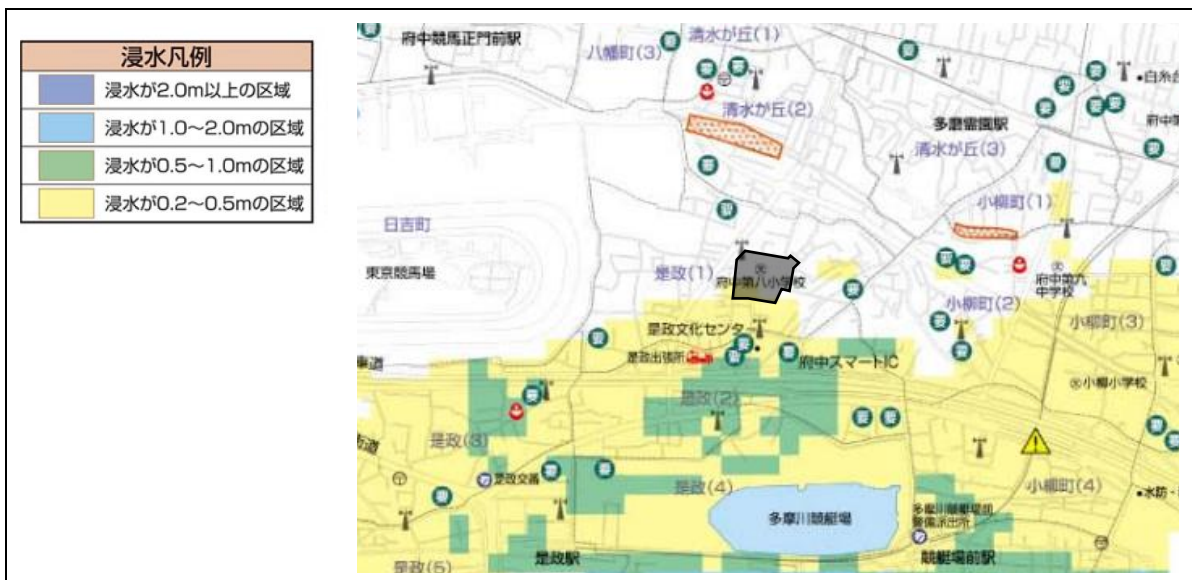 浸水凡例
浸水が2.0m以上の区域
浸水が1.0～2.0mの区域
浸水が0.5～1.0mの区域
浸水が0.2～0.5mの区域
府中競馬正門前駅
八幡町(3)
清水が丘(1)
清水が丘(2)
多磨霊園駅
清水が丘(3)
●白糸台
府中第
小柳町(1)
日吉町
東京競馬場
是政(1)
府中第八小学校
府中第九
中学校
小柳町(2)
小柳町(3)
是政文化センター
是政出張所
府中スマートIC
小柳小学校
是政(2)
是政(3)
是政交番
是政(4)
小柳町(4)
●水防・
多摩川競艇場
多摩川競艇場前
警備派出所
是政駅
競艇場前駅
是政(5)